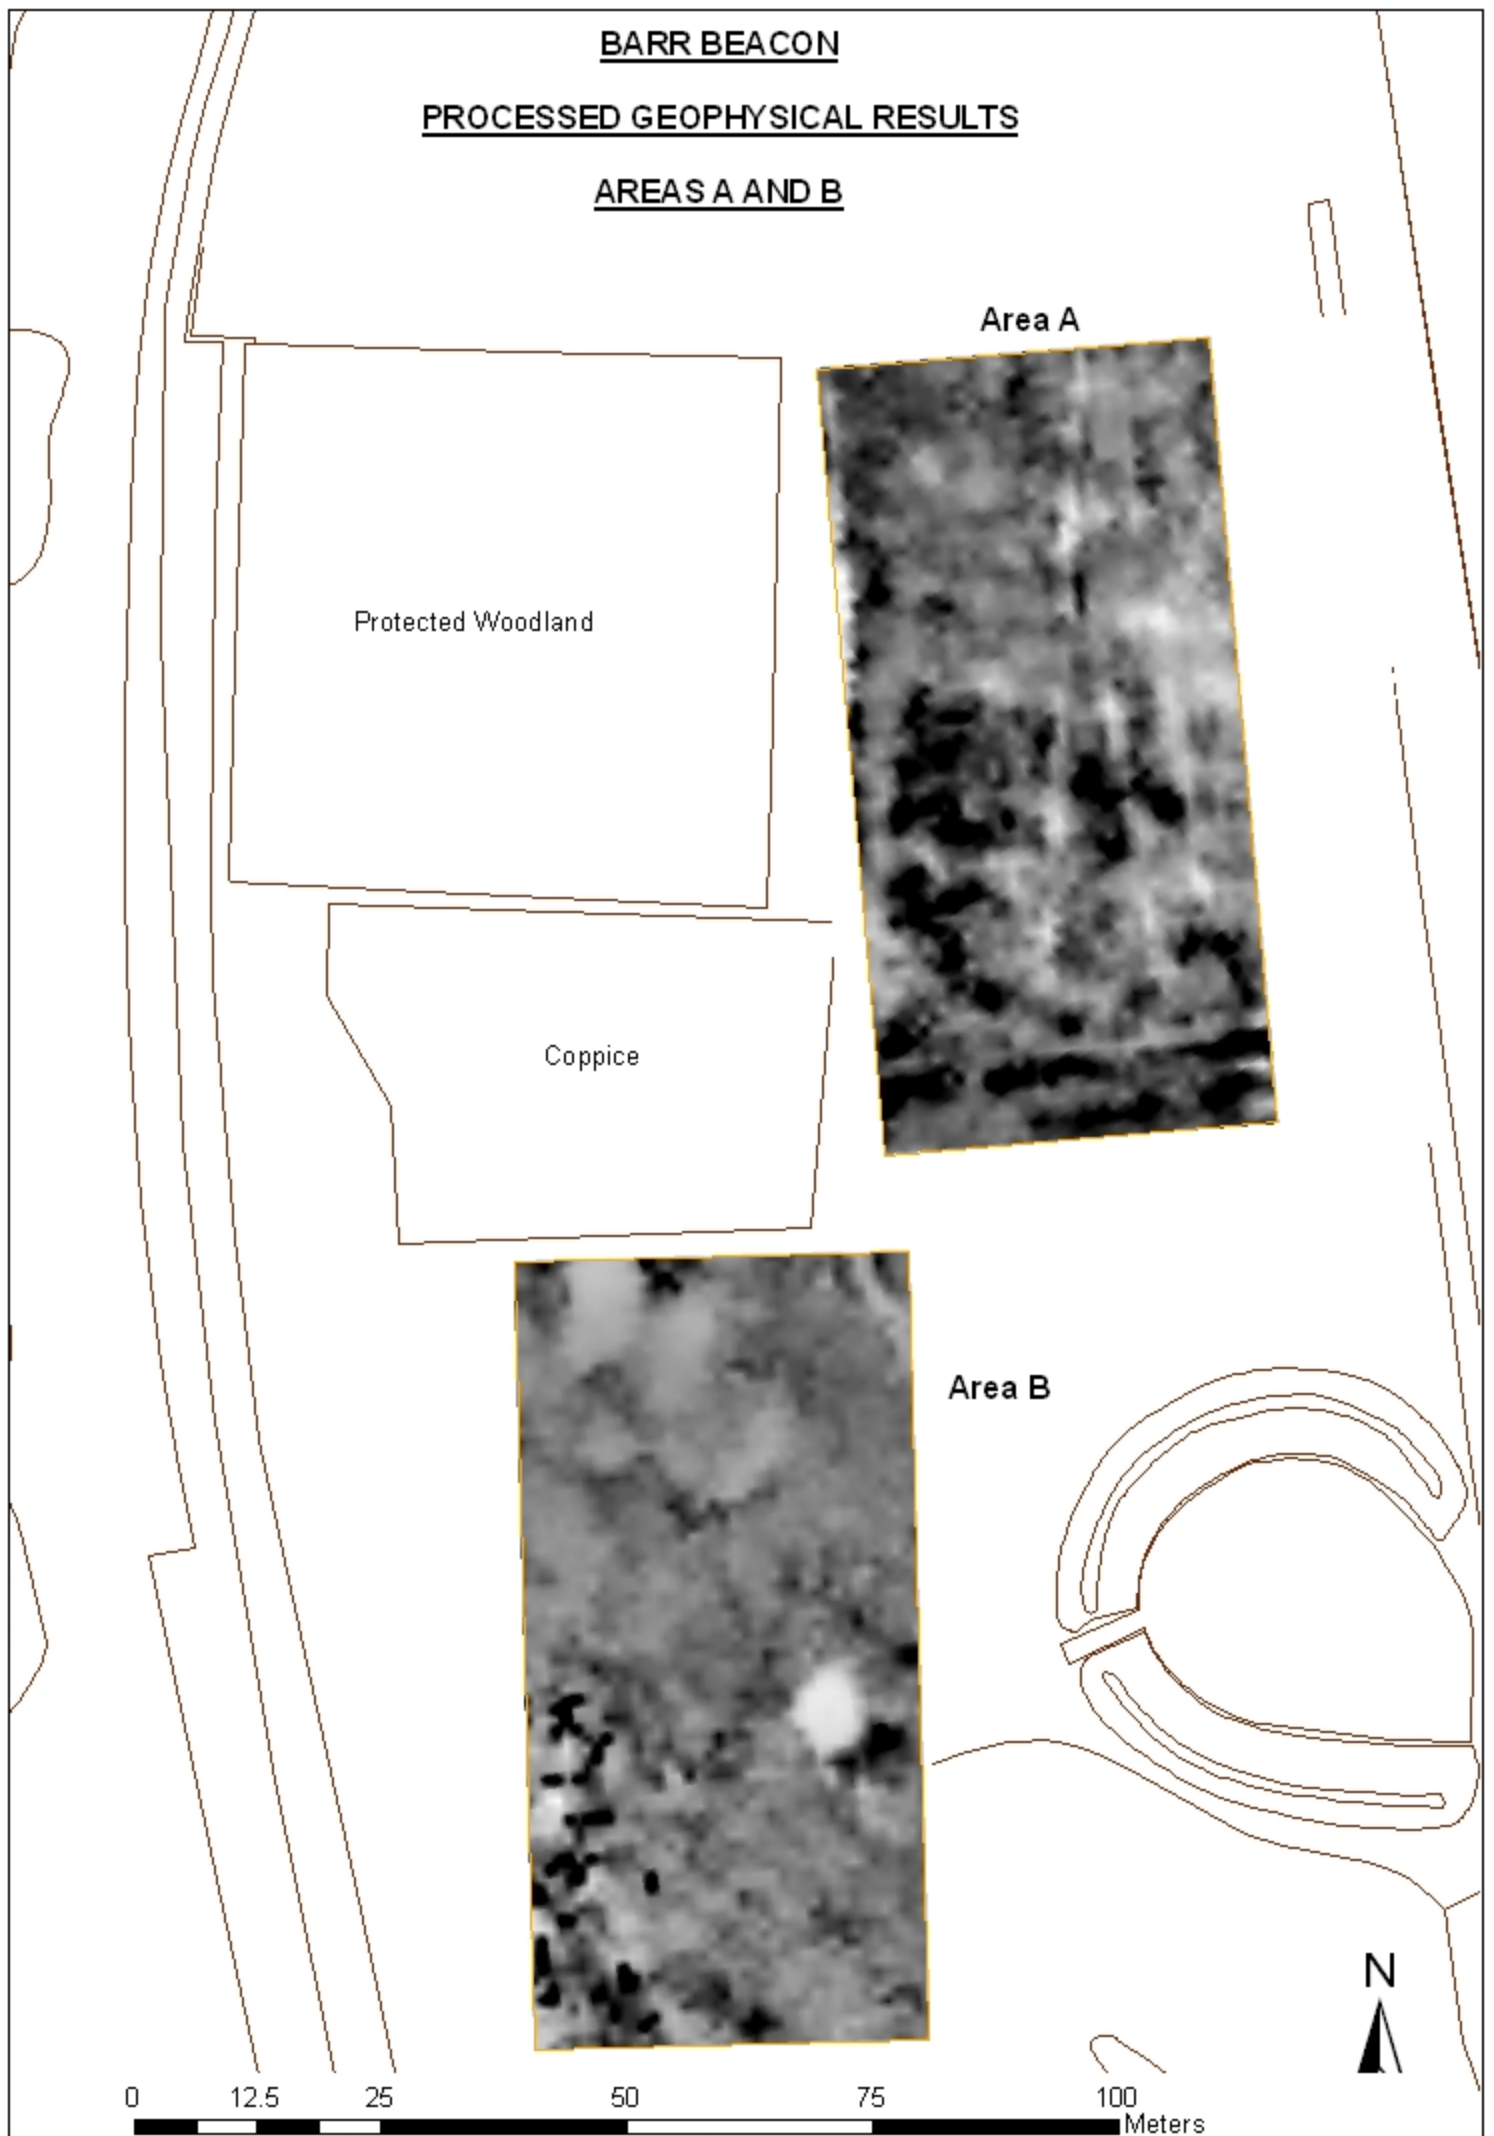 BARR BEACON
PROCESSED GEOPHYSICAL RESULTS
AREAS A AND B
Area A
Protected Woodland
Coppice
Area B
N
0 12.5 25 50 75 100
Meters